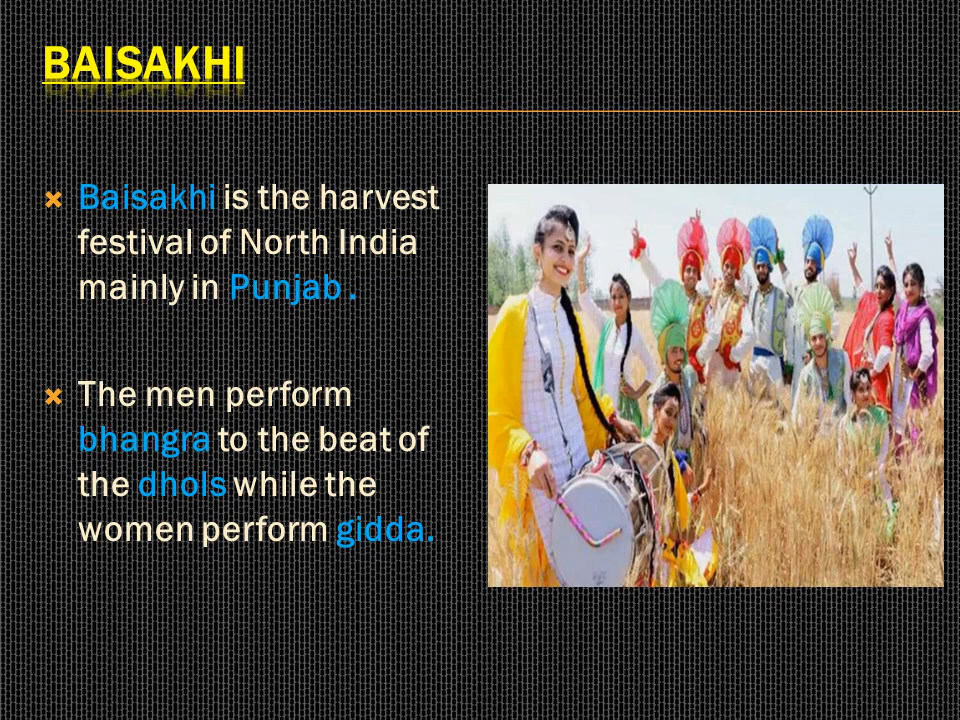 BAISAKHI
Baisakhi is the harvest
festival of North India
mainly in Punjab .
The men perform
bhangra to the beat of
the dhols while the
women perform gidda.